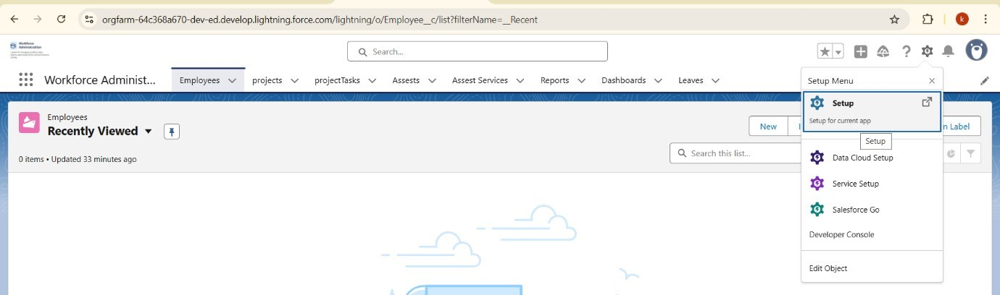 orgfarm-64c368a670-dev-ed.develop.lightning.force.com/lightning/o/Employee__c/list?filterName=__Recent
k
Workforce
Administration
Search...
Workforce Administ...
Employees
projects
projectTasks
Assests
Assest Services
Reports
Dashboards
Leaves
Setup Menu
Setup
Setup for current app
Setup
Data Cloud Setup
Service Setup
Salesforce Go
Developer Console
Edit Object
Employees
Recently Viewed
New
n Label
0 items • Updated 33 minutes ago
Search this list...